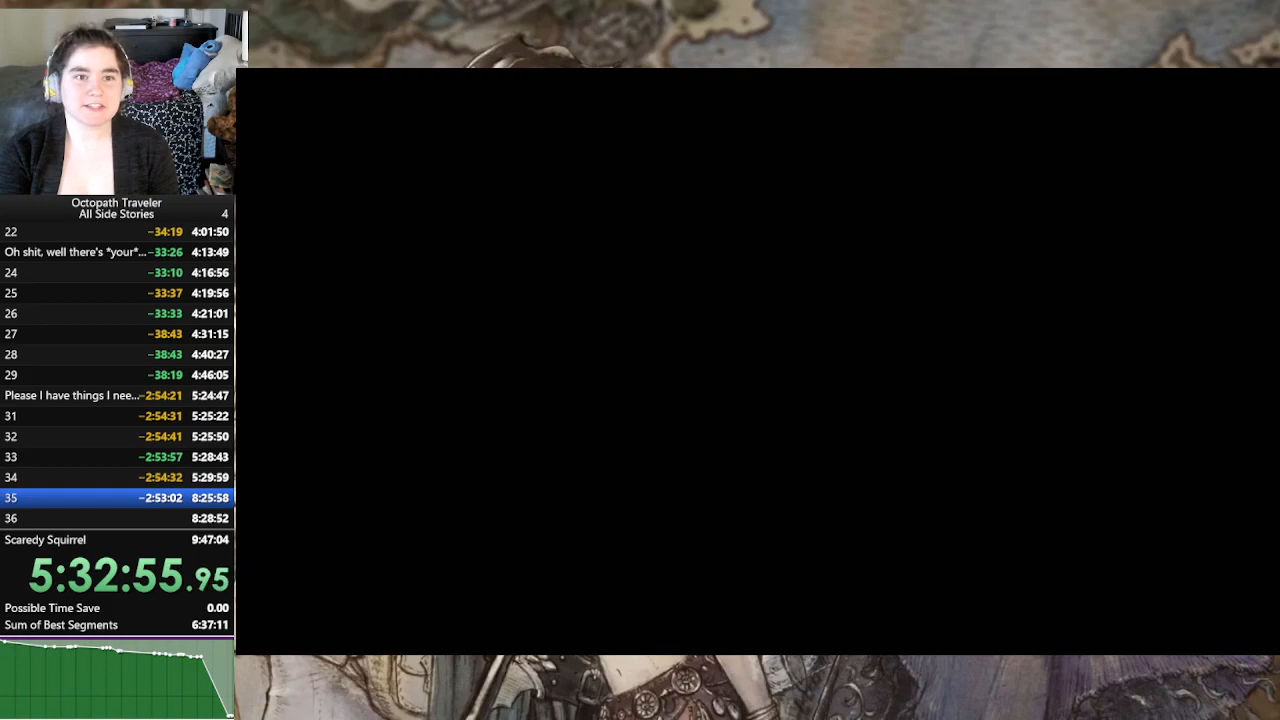 Octopath Traveler
All Side Stories 4
22 −34:19 4:01:50
Oh shit, well there's *your*... −33:26 4:13:49
24 −33:10 4:16:56
25 −33:37 4:19:56
26 −33:33 4:21:01
27 −38:43 4:31:15
28 −38:43 4:40:27
29 −38:19 4:46:05
Please I have things I nee... −2:54:21 5:24:47
31 −2:54:31 5:25:22
32 −2:54:41 5:25:50
33 −2:53:57 5:28:43
34 −2:54:32 5:29:59
35 −2:53:02 8:25:58
36 8:28:52
Scaredy Squirrel 9:47:04
5:32:55.95
Possible Time Save 0.00
Sum of Best Segments 6:37:11